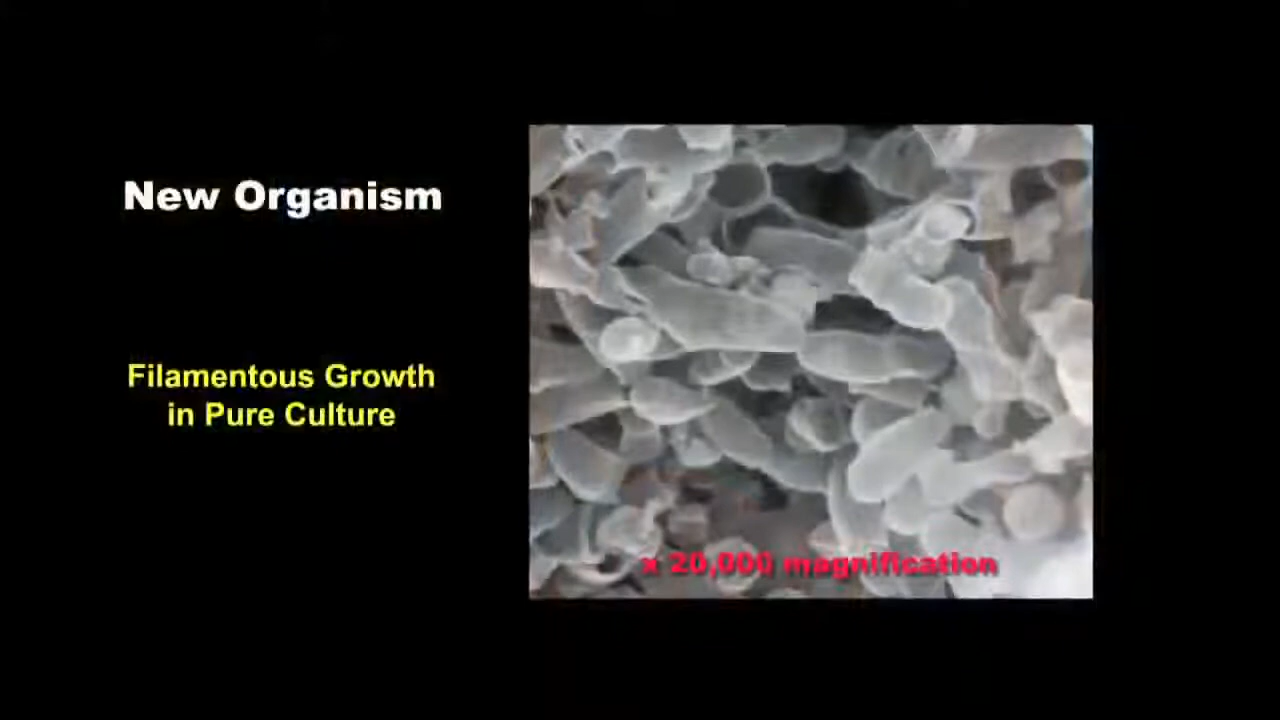 New Organism
Filamentous Growth
in Pure Culture
x 20,000 magnification